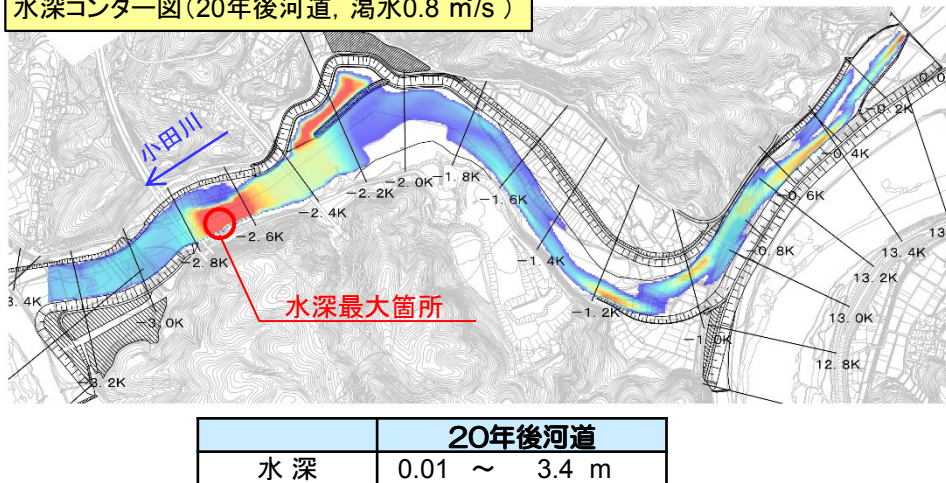 水深コンター図(20年後河道, 渇水0.8 ㎥/s )
小田川
-0.2K
-0.4K
-0.6K
-0.8K
-1.0K
-1.2K
-1.4K
-1.6K
-1.8K
-2.0K
-2.2K
-2.4K
-2.6K
-2.8K
-3.0K
-3.2K
3.4K
13.4K
13.2K
13.0K
12.8K
水深最大箇所
20年後河道
水 深 0.01 ～ 3.4 m